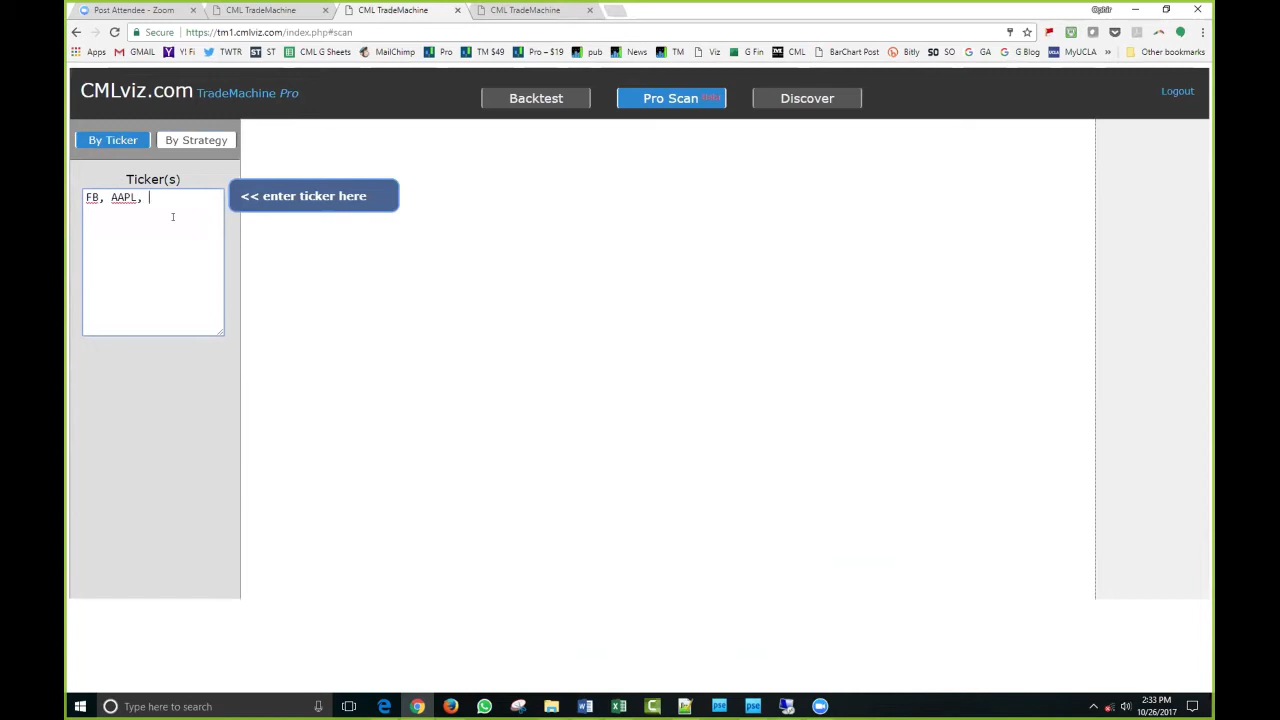 Post Attendee - Zoom
CML TradeMachine
CML TradeMachine
CML TradeMachine
Ophir
Secure
https://tm1.cmlviz.com/index.php#scan
Apps
GMAIL
Y! Fi
TWTR
ST
CML G Sheets
MailChimp
Pro
TM $49
Pro – $19
pub
News
TM
Viz
G Fin
CML
BarChart Post
Bitly
SO
GA
G Blog
MyUCLA
»
Other bookmarks
CMLviz.com TradeMachine Pro
Backtest
Pro Scan
Discover
Logout
By Ticker
By Strategy
Ticker(s)
FB, AAPL,
<< enter ticker here
Type here to search
2:33 PM
10/26/2017